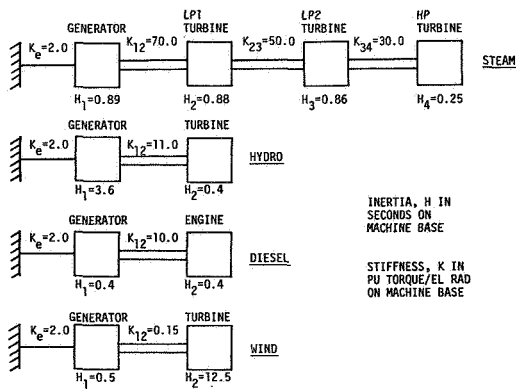 GENERATOR LP1 TURBINE LP2 TURBINE HP TURBINE
Ke=2.0 K12=70.0 K23=50.0 K34=30.0
STEAM
H1=0.89 H2=0.88 H3=0.86 H4=0.25
GENERATOR TURBINE
Ke=2.0 K12=11.0
HYDRO
H1=3.6 H2=0.4
INERTIA, H IN
SECONDS ON
MACHINE BASE
GENERATOR ENGINE
Ke=2.0 K12=10.0
DIESEL
H1=0.4 H2=0.4
STIFFNESS, K IN
PU TORQUE/EL RAD
ON MACHINE BASE
GENERATOR TURBINE
Ke=2.0 K12=0.15
WIND
H1=0.5 H2=12.5